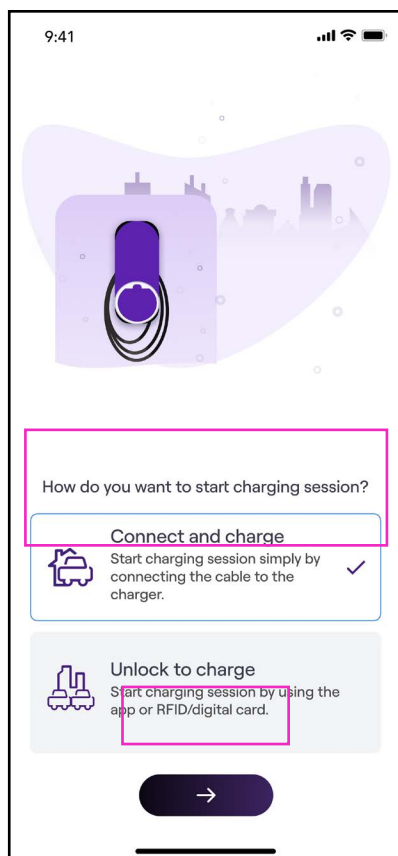 9:41
How do you want to start charging session?
Connect and charge
Start charging session simply by
connecting the cable to the
charger.
Unlock to charge
Start charging session by using the
app or RFID/digital card.